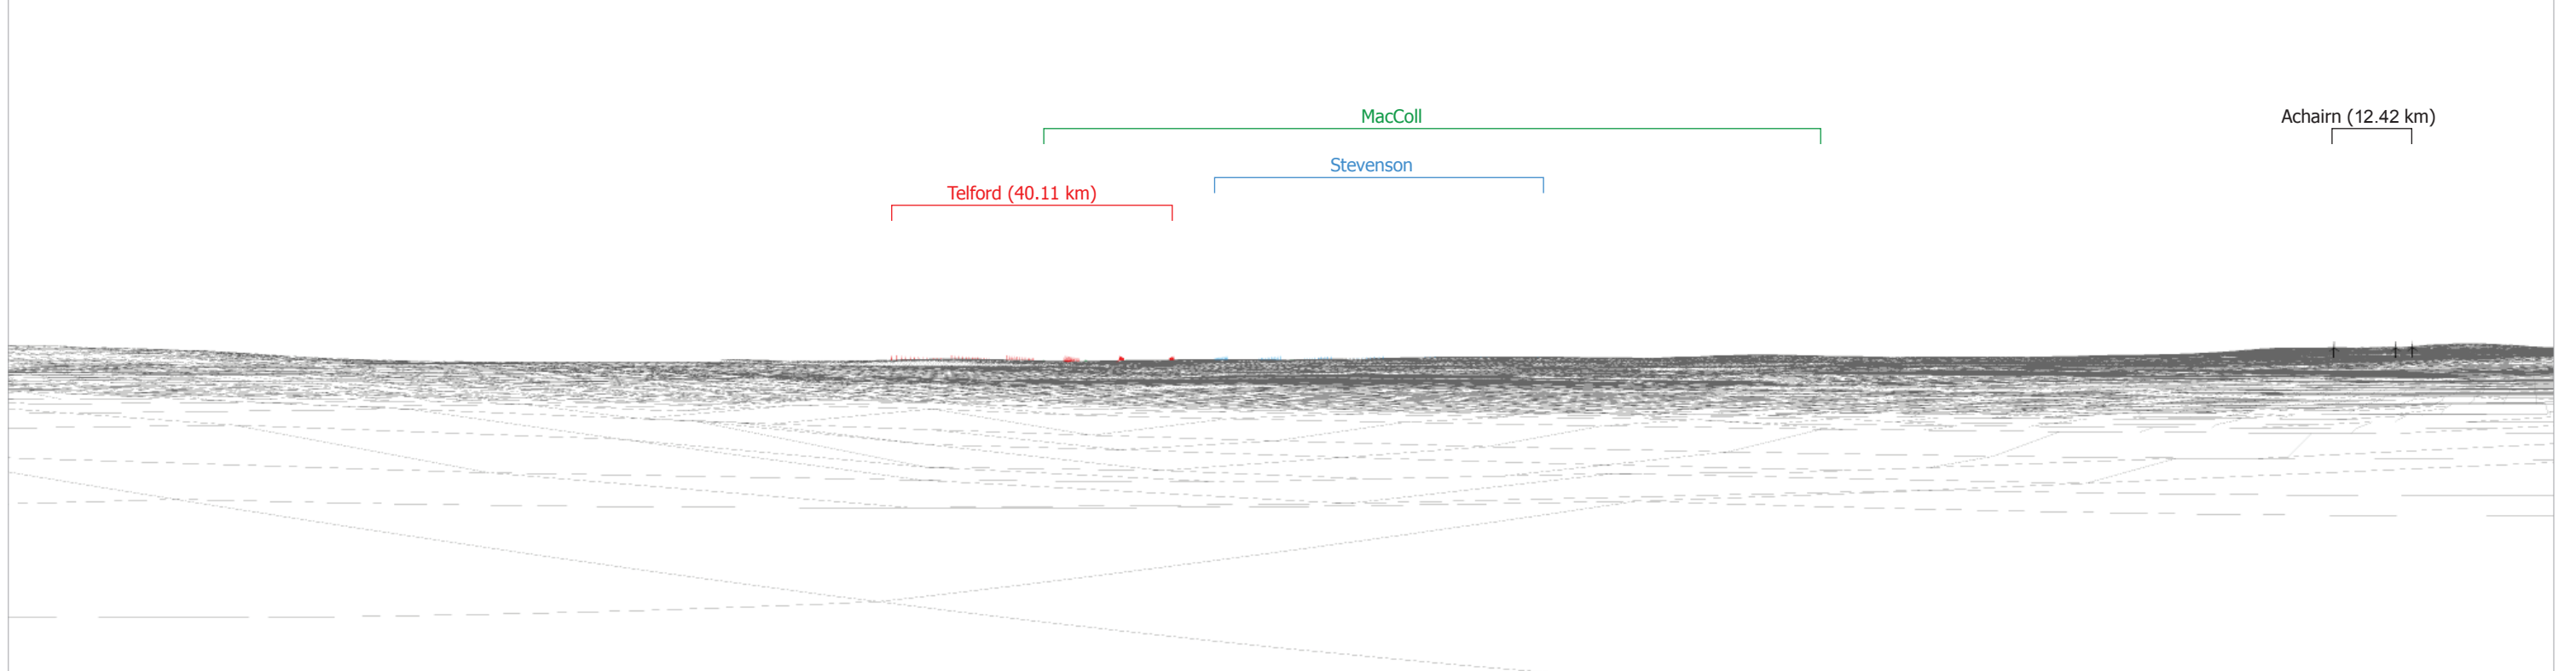 MacColl
Achairn (12.42 km)
Stevenson
Telford (40.11 km)